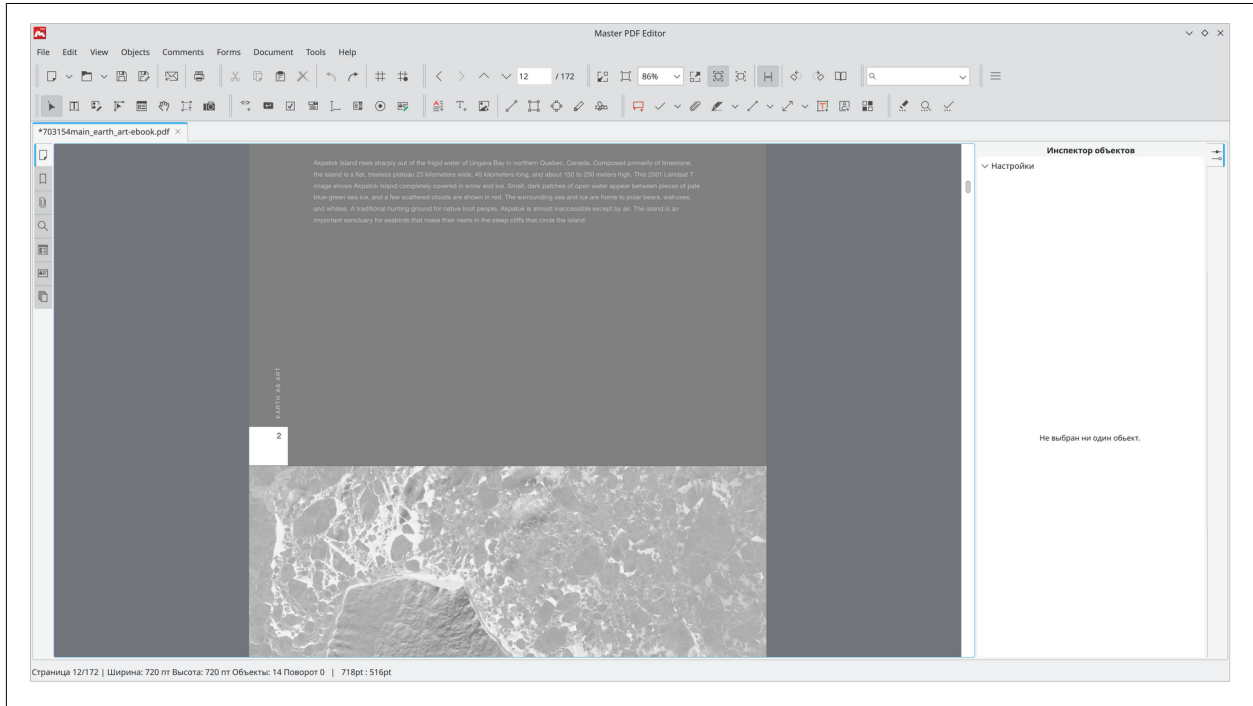 Master PDF Editor
File Edit View Objects Comments Forms Document Tools Help
12 / 172 86%
*703154main_earth_art-ebook.pdf
Инспектор объектов
Настройки
Akpatok Island rises sharply out of the frigid water of Ungava Bay in northern Quebec, Canada. Composed primarily of limestone,
the island is a flat, treeless plateau 23 kilometers wide, 45 kilometers long, and about 150 to 250 meters high. This 2001 Landsat 7
image shows Akpatok Island completely covered in snow and ice. Small, dark patches of open water appear between pieces of pale
blue-green sea ice, and a few scattered clouds are shown in red. The surrounding sea and ice are home to polar bears, walruses,
and whales. A traditional hunting ground for native Inuit people, Akpatok is almost inaccessible except by air. The island is an
important sanctuary for seabirds that make their nests in the steep cliffs that circle the island.
EARTH AS ART
2
Не выбран ни один обьект.
Страница 12/172 | Ширина: 720 пт Высота: 720 пт Объекты: 14 Поворот 0 | 718pt : 516pt